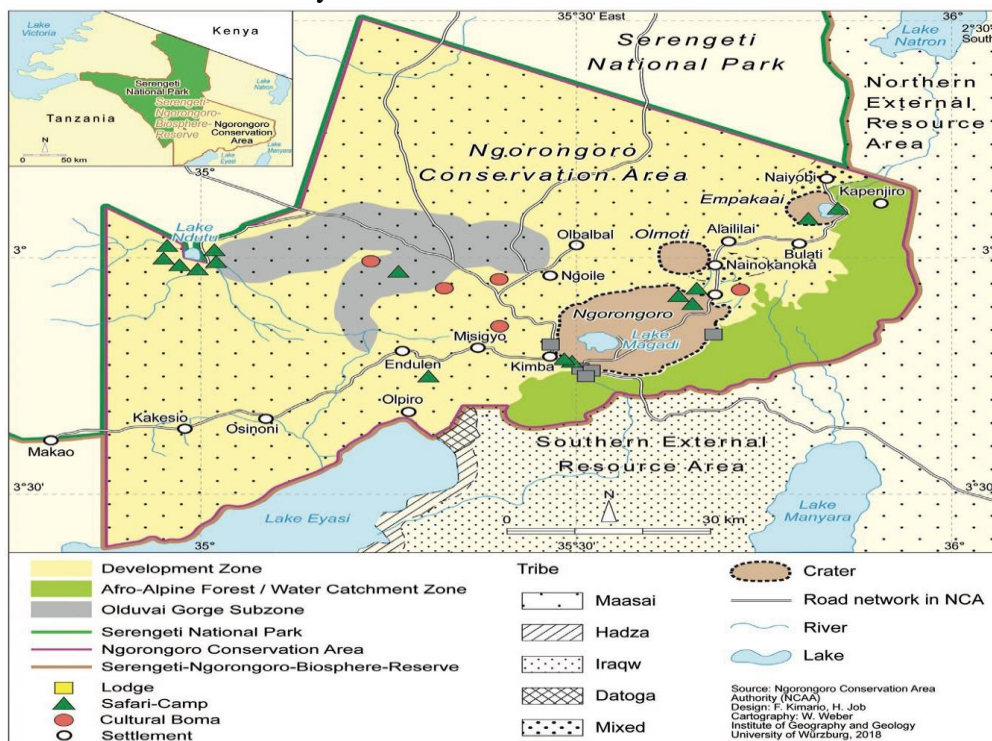 Lake
Victoria
Kenya
Serengeti
National Park
Serengeti-
Ngorongoro-
Biosphere-
Reserve
Lake
Natron
Tanzania
Ngorongoro
Conservation
Area
N
0 50 km
Lake
Eyasi
Lake
Manyara
35°30' East
36°
2°30'
South
Serengeti
National Park
Lake
Natron
Northern
External
Resource
Area
35°
Ngorongoro
Conservation Area
Naiyobi
Kapenjiro
Empakaai
Lake
Ndutu
3°
3°
Olbalbal
Olmoti
Alaililai
Bulati
Nainokanoka
Ngoile
Ngorongoro
Lake
Magadi
Misigyo
Endulen
Kimba
Olpiro
Kakesio
Osinoni
Makao
Southern External
Resource Area
3°30'
3°30'
N
0 30 km
Lake Eyasi
Lake
Manyara
35°
35°30'
36°
Development Zone
Afro-Alpine Forest / Water Catchment Zone
Olduvai Gorge Subzone
Serengeti National Park
Ngorongoro Conservation Area
Serengeti-Ngorongoro-Biosphere-Reserve
Lodge
Safari-Camp
Cultural Boma
Settlement
Tribe
Maasai
Hadza
Iraqw
Datoga
Mixed
Crater
Road network in NCA
River
Lake
Source: Ngorongoro Conservation Area
Authority (NCAA)
Design: F. Kimario, H. Job
Cartography: W. Weber
Institute of Geography and Geology
University of Würzburg, 2018